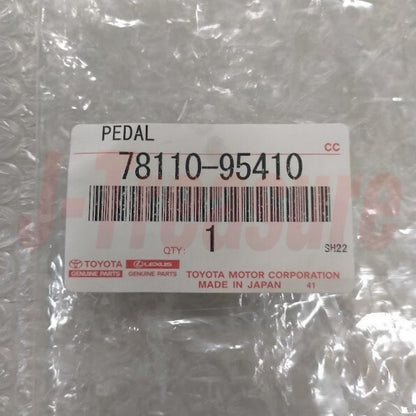 PEDAL
CC
78110-95410
QTY: 1
SH22
TOYOTA LEXUS
GENUINE PARTS GENUINE PARTS
TOYOTA MOTOR CORPORATION
MADE IN JAPAN 41
J-Treasure